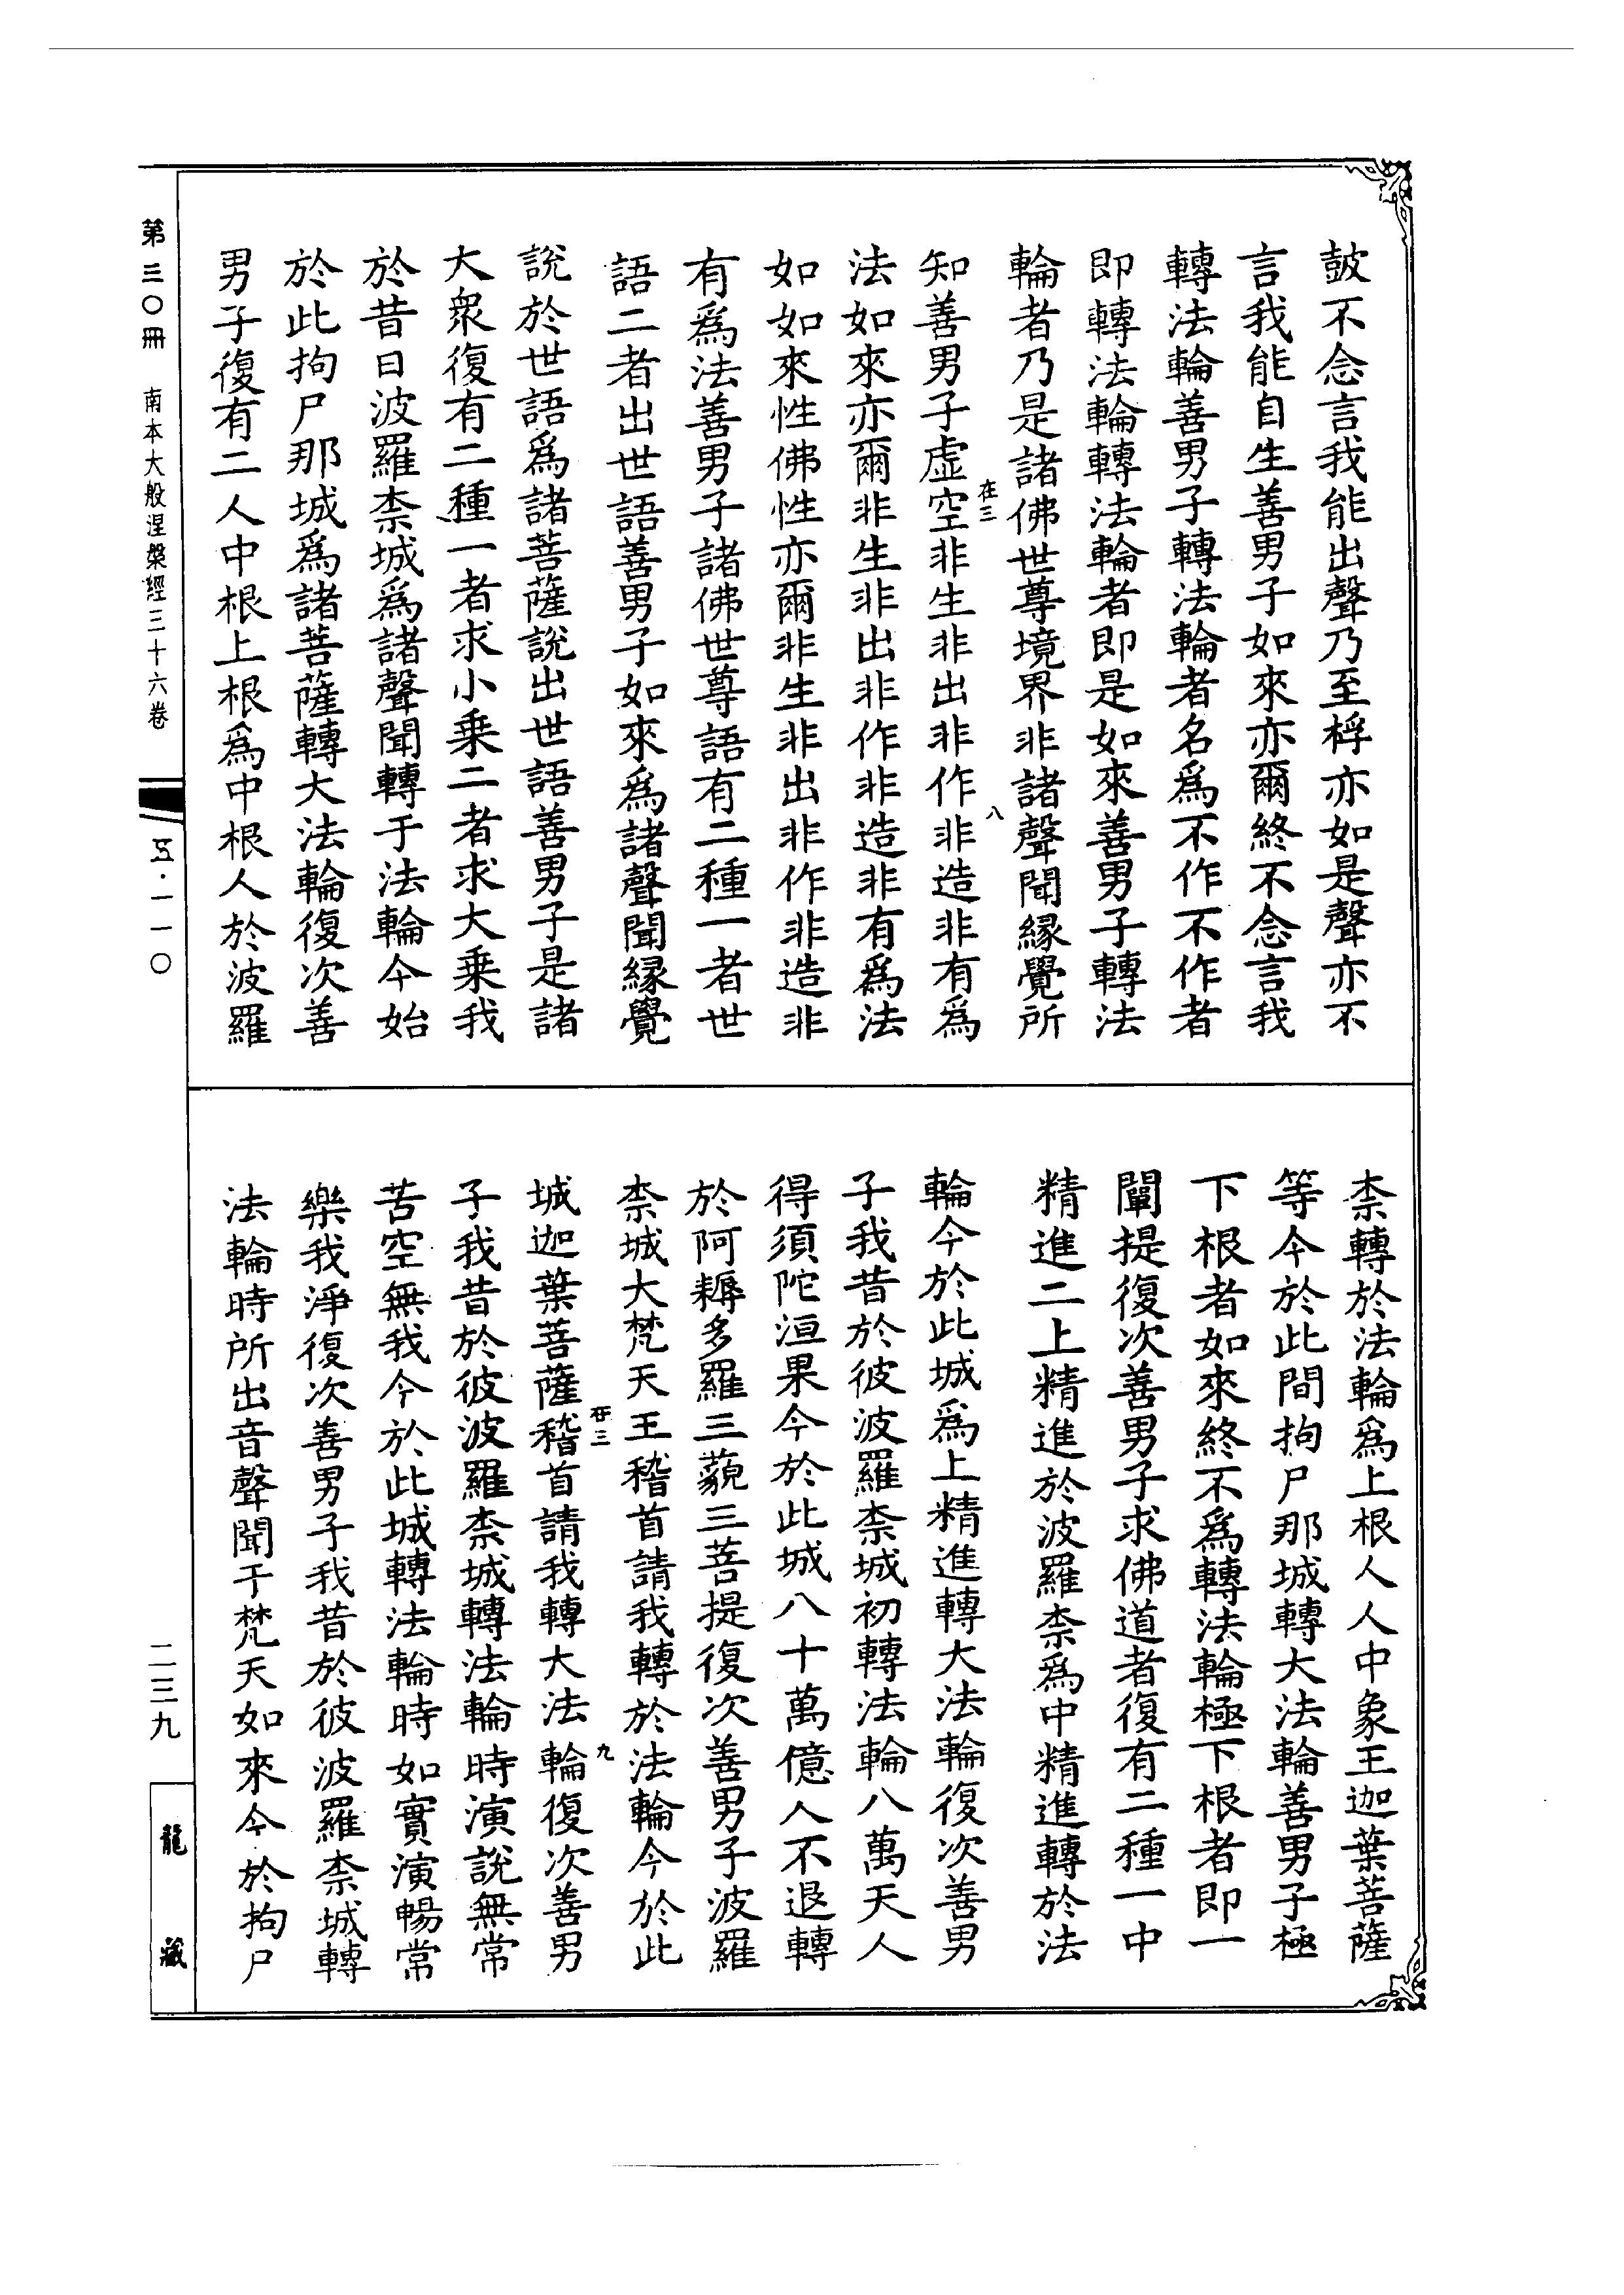 皷不念言我能出聲乃至桴亦如是聲亦不
言我能自生善男子如來亦爾終不念言我
轉法輪善男子轉法輪者名爲不作不作者
即轉法輪轉法輪者即是如來善男子轉法
輪者乃是諸佛世尊境界非諸聲聞緣覺所
在三
八
知善男子虛空非生非出非作非造非有爲
法如來亦爾非生非出非作非造非有爲法
如如來性佛性亦爾非生非出非作非造非
有爲法善男子諸佛世尊語有二種一者世
語二者出世語善男子如來爲諸聲聞緣覺
說於世語爲諸菩薩說出世語善男子是諸
大衆復有二種一者求小乘二者求大乘我
於昔日波羅柰城爲諸聲聞轉于法輪今始
於此拘尸那城爲諸菩薩轉大法輪復次善
男子復有二人中根上根爲中根人於波羅
柰轉於法輪爲上根人人中象王迦葉菩薩
等今於此間拘尸那城轉大法輪善男子極
下根者如來終不爲轉法輪極下根者即一
闡提復次善男子求佛道者復有二種一中
精進二上精進於波羅柰爲中精進轉於法
輪今於此城爲上精進轉大法輪復次善男
子我昔於彼波羅柰城初轉法輪八萬天人
得須陀洹果今於此城八十萬億人不退轉
於阿耨多羅三藐三菩提復次善男子波羅
柰城大梵天王稽首請我轉於法輪今於此
在三
九
城迦葉菩薩稽首請我轉大法輪復次善男
子我昔於彼波羅柰城轉法輪時演說無常
苦空無我今於此城轉法輪時如實演暢常
樂我淨復次善男子我昔於彼波羅柰城轉
法輪時所出音聲聞于梵天如來今於拘尸
第三〇冊 南本大般涅槃經三十六卷
五·一一〇
二三九
龍藏